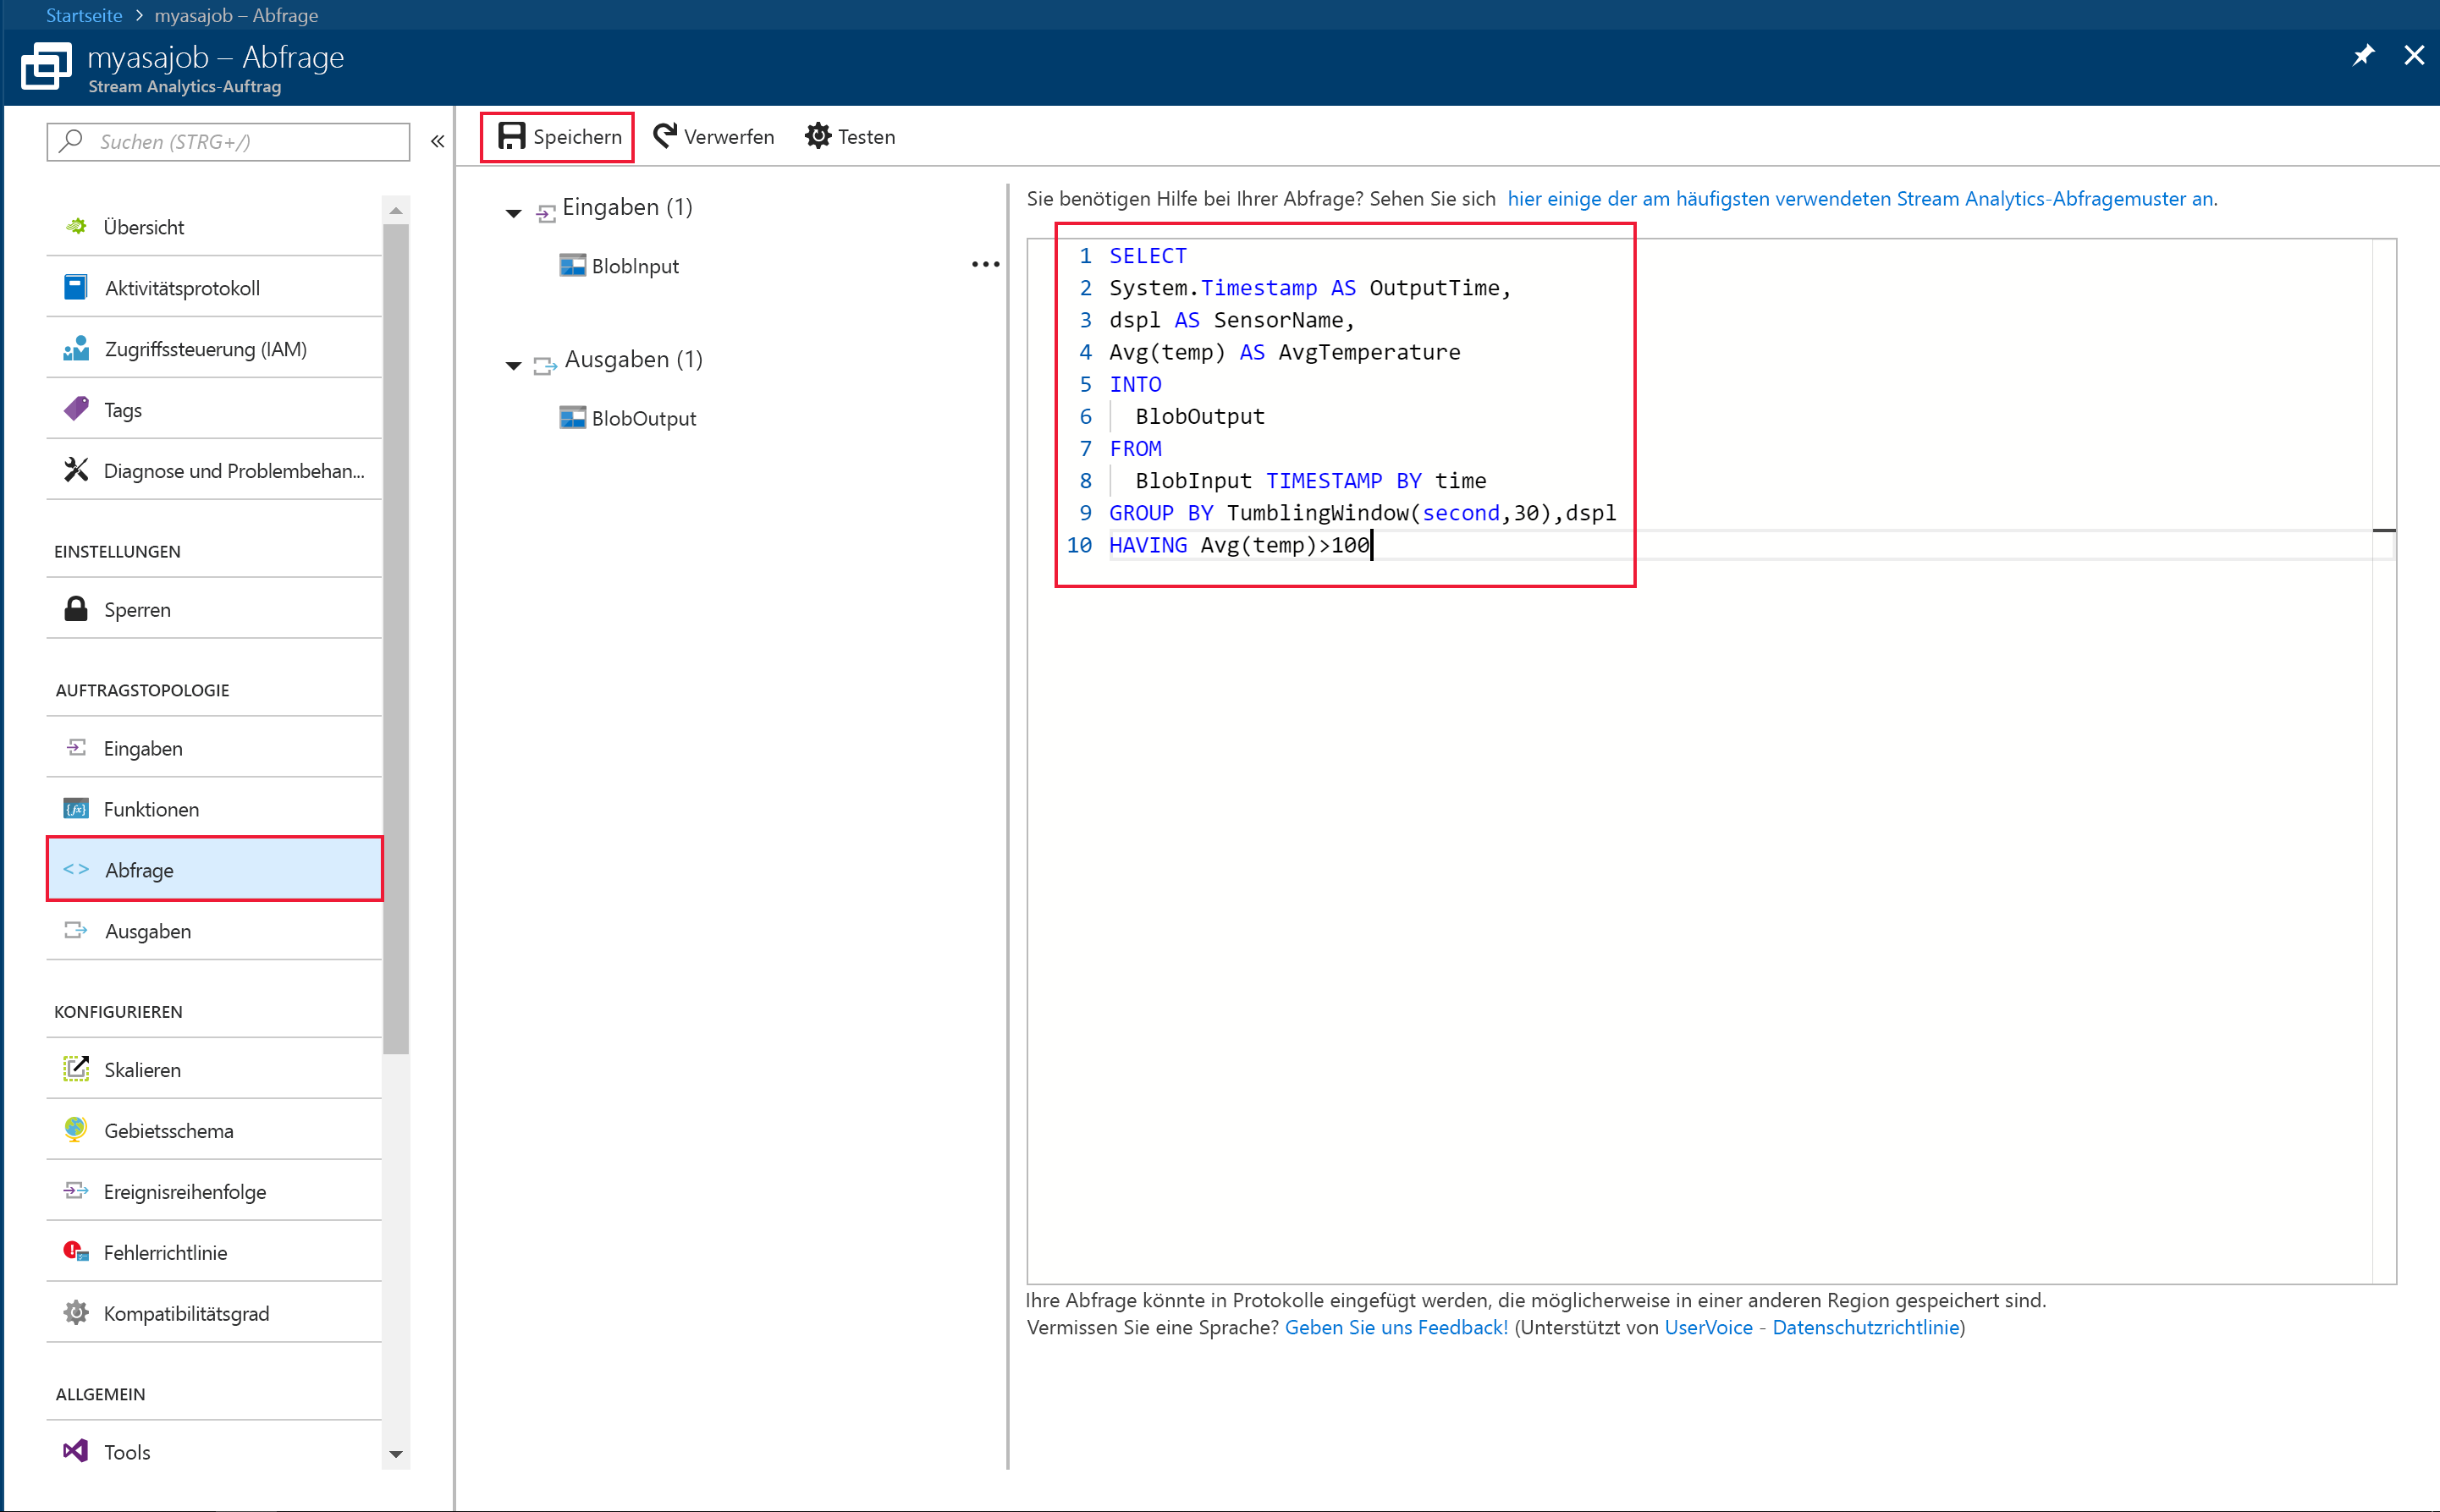 Startseite > myasajob – Abfrage
myasajob – Abfrage
Stream Analytics-Auftrag
Suchen (STRG+/)
Übersicht
Aktivitätsprotokoll
Zugriffssteuerung (IAM)
Tags
Diagnose und Problembehan...
EINSTELLUNGEN
Sperren
AUFTRAGSTOPOLOGIE
Eingaben
Funktionen
Abfrage
Ausgaben
KONFIGURIEREN
Skalieren
Gebietsschema
Ereignisreihenfolge
Fehlerrichtlinie
Kompatibilitätsgrad
ALLGEMEIN
Tools
Speichern Verwerfen Testen
Eingaben (1)
BlobInput
Ausgaben (1)
BlobOutput
Sie benötigen Hilfe bei Ihrer Abfrage? Sehen Sie sich hier einige der am häufigsten verwendeten Stream Analytics-Abfragemuster an.
1 SELECT
2 System.Timestamp AS OutputTime,
3 dspl AS SensorName,
4 Avg(temp) AS AvgTemperature
5 INTO
6 BlobOutput
7 FROM
8 BlobInput TIMESTAMP BY time
9 GROUP BY TumblingWindow(second,30),dspl
10 HAVING Avg(temp)>100
Ihre Abfrage könnte in Protokolle eingefügt werden, die möglicherweise in einer anderen Region gespeichert sind.
Vermissen Sie eine Sprache? Geben Sie uns Feedback! (Unterstützt von UserVoice - Datenschutzrichtlinie)